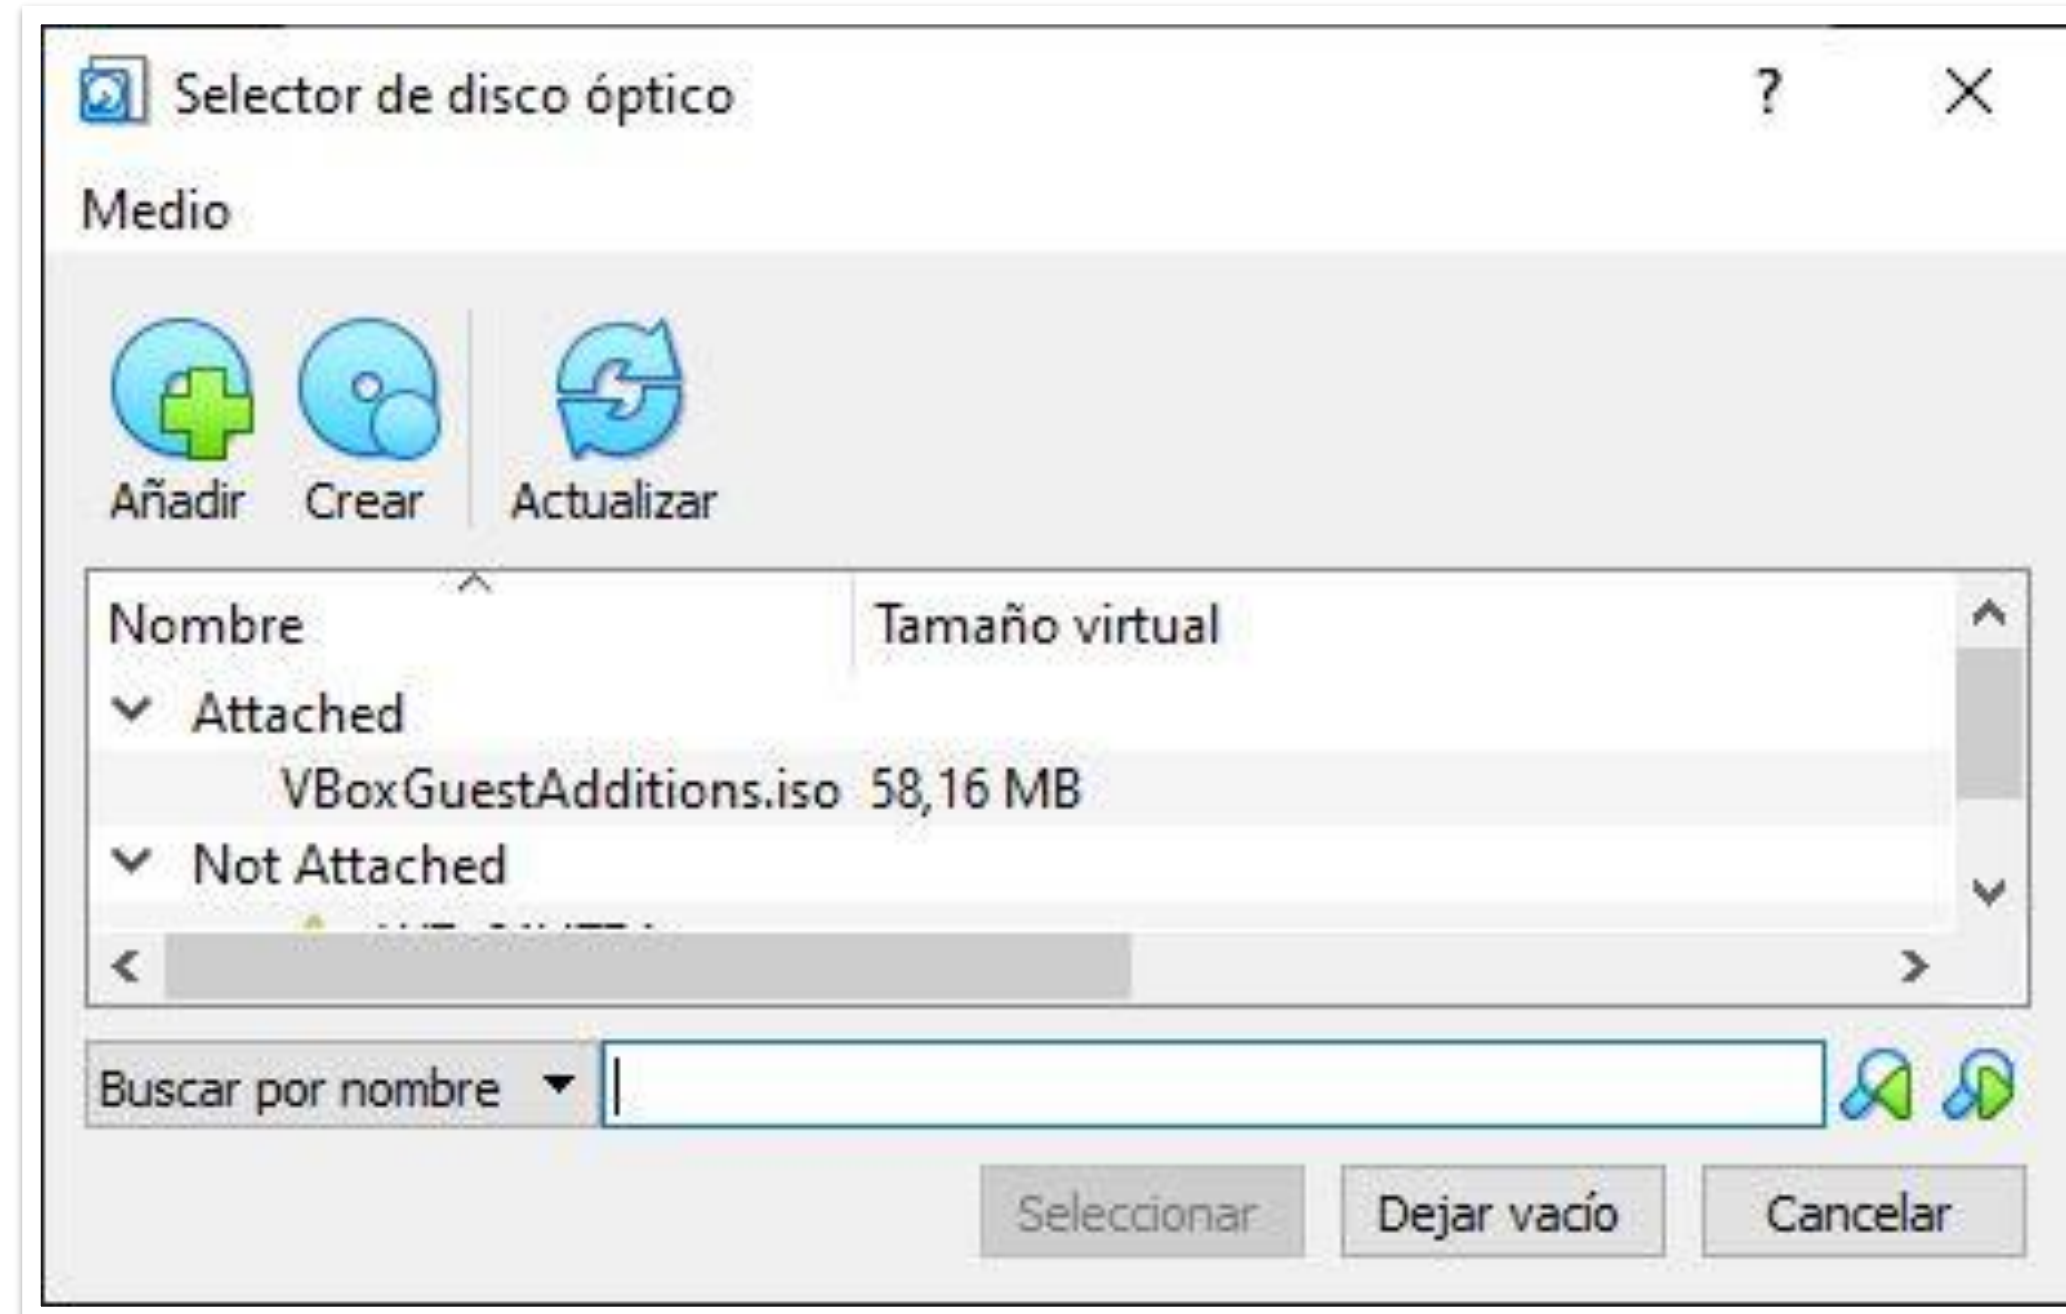 Selector de disco óptico ? ×
Medio
Añadir Crear Actualizar
Nombre Tamaño virtual
Attached
VBoxGuestAdditions.iso 58,16 MB
Not Attached
Buscar por nombre
Seleccionar Dejar vacío Cancelar